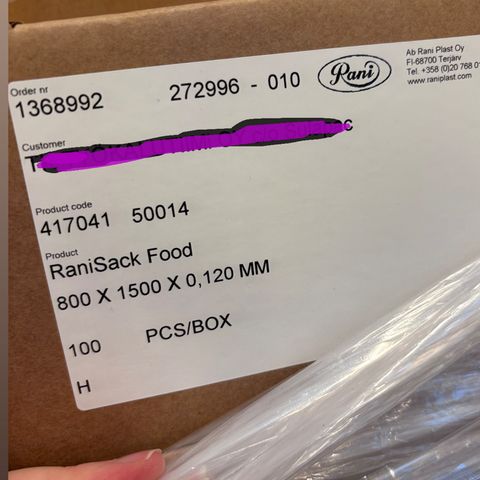 Order nr
1368992 272996 - 010
Rani
Ab Rani Plast Oy
FI-68700 Terjärv
Tel. +358 (0)20 768 01
www.raniplast.com
Customer
Product code
417041 50014
Product
RaniSack Food
800 X 1500 X 0,120 MM
100 PCS/BOX
H